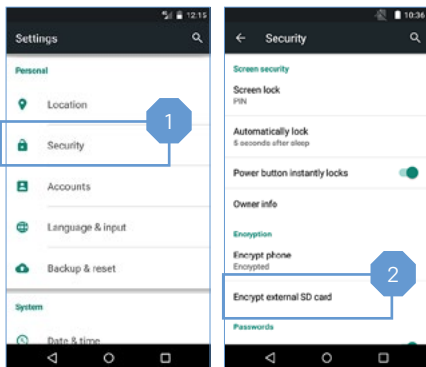 12:15
Settings
Personal
Location
1
Security
Accounts
Language & input
Backup & reset
System
Date & time
10:36
Security
Screen security
Screen lock
PIN
Automatically lock
5 seconds after sleep
Power button instantly locks
Owner info
Encryption
Encrypt phone
Encrypted
2
Encrypt external SD card
Passwords